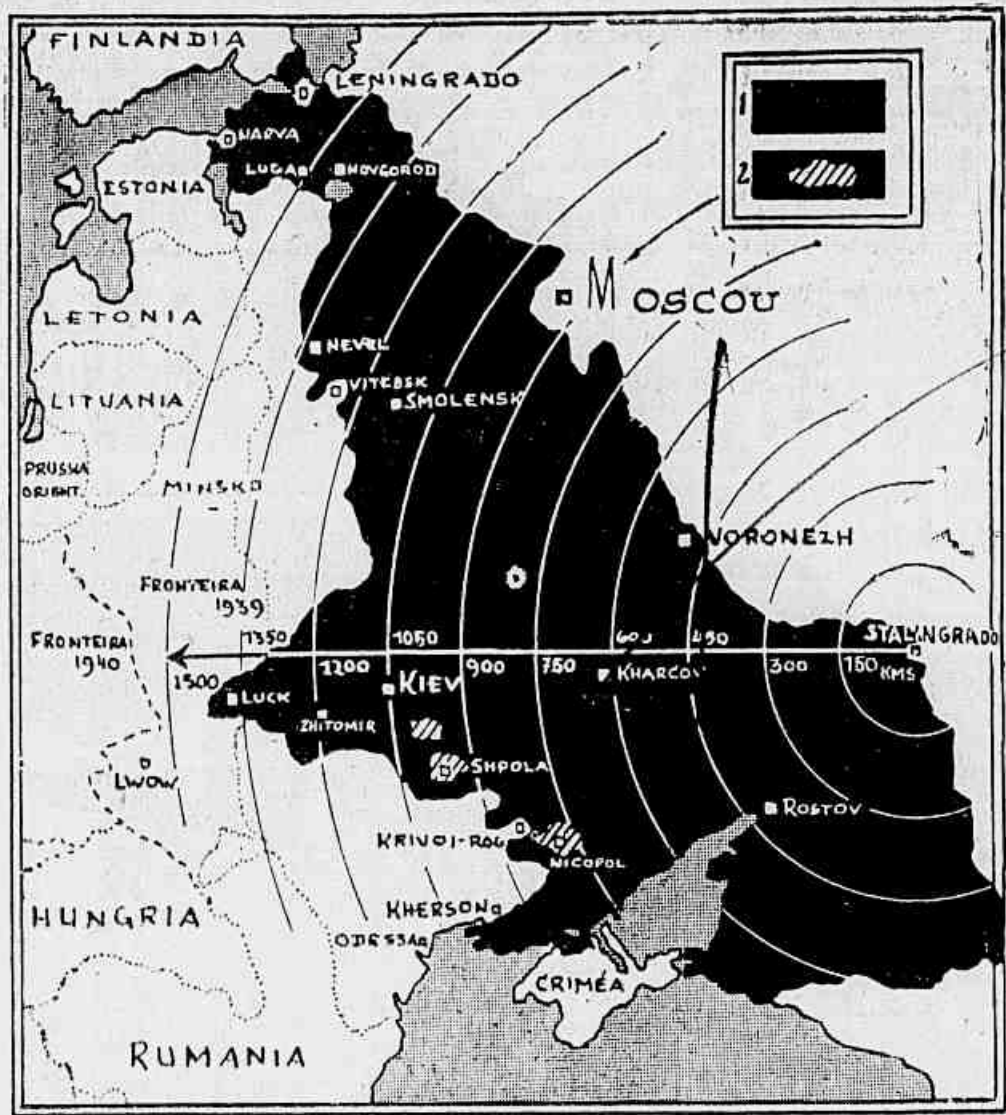 FINLANDIA
LENINGRADO
1
NARVA
LUGA
NOVGOROD
2
ESTONIA
MOSCOU
LETONIA
NEVEL
VITEBSK
SMOLENSK
LITUANIA
PRUSSIA
ORIENT.
MINSKO
VORONEZH
FRONTEIRA
1939
FRONTEIRA
1940
1350
1050
600
450
STALINGRADO
1500
1200
900
750
300
150
KMS
LUCK
KIEV
KHARCOV
ZHITOMIR
LWOW
SHPOLA
ROSTOV
KRIVOI-ROG
NICOPOL
HUNGRIA
KHERSON
ODESSA
CRIMÉA
RUMANIA